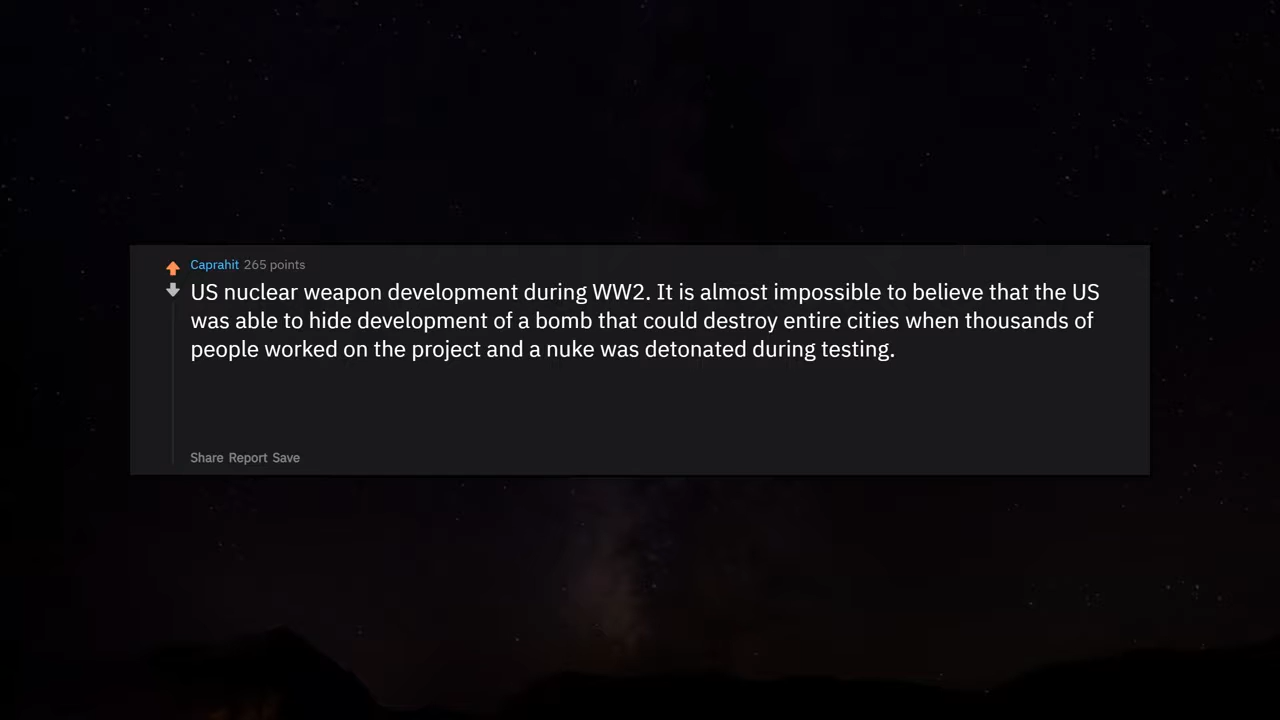 Caprahit 265 points
US nuclear weapon development during WW2. It is almost impossible to believe that the US
was able to hide development of a bomb that could destroy entire cities when thousands of
people worked on the project and a nuke was detonated during testing.
Share Report Save